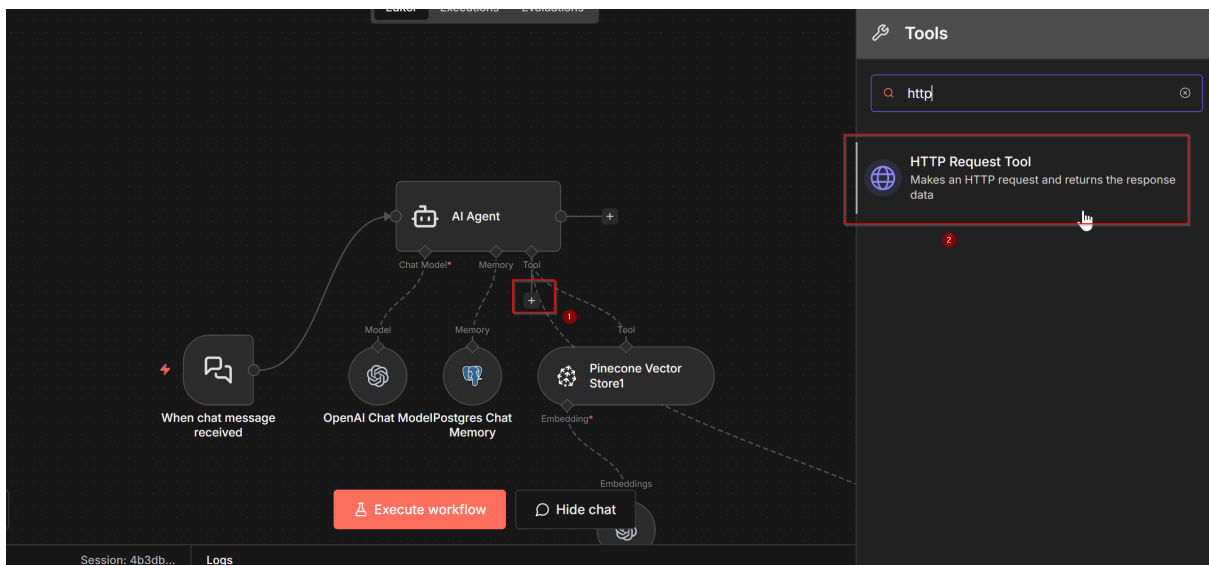 Editor Executions Evaluations
Tools
http
HTTP Request Tool
Makes an HTTP request and returns the response
data
2
AI Agent
+
Chat Model* Memory Tool
+
1
Model Memory Tool
Pinecone Vector
Store1
When chat message
received
OpenAI Chat Model
Postgres Chat
Memory
Embedding*
Embeddings
Execute workflow
Hide chat
Session: 4b3db...
Logs